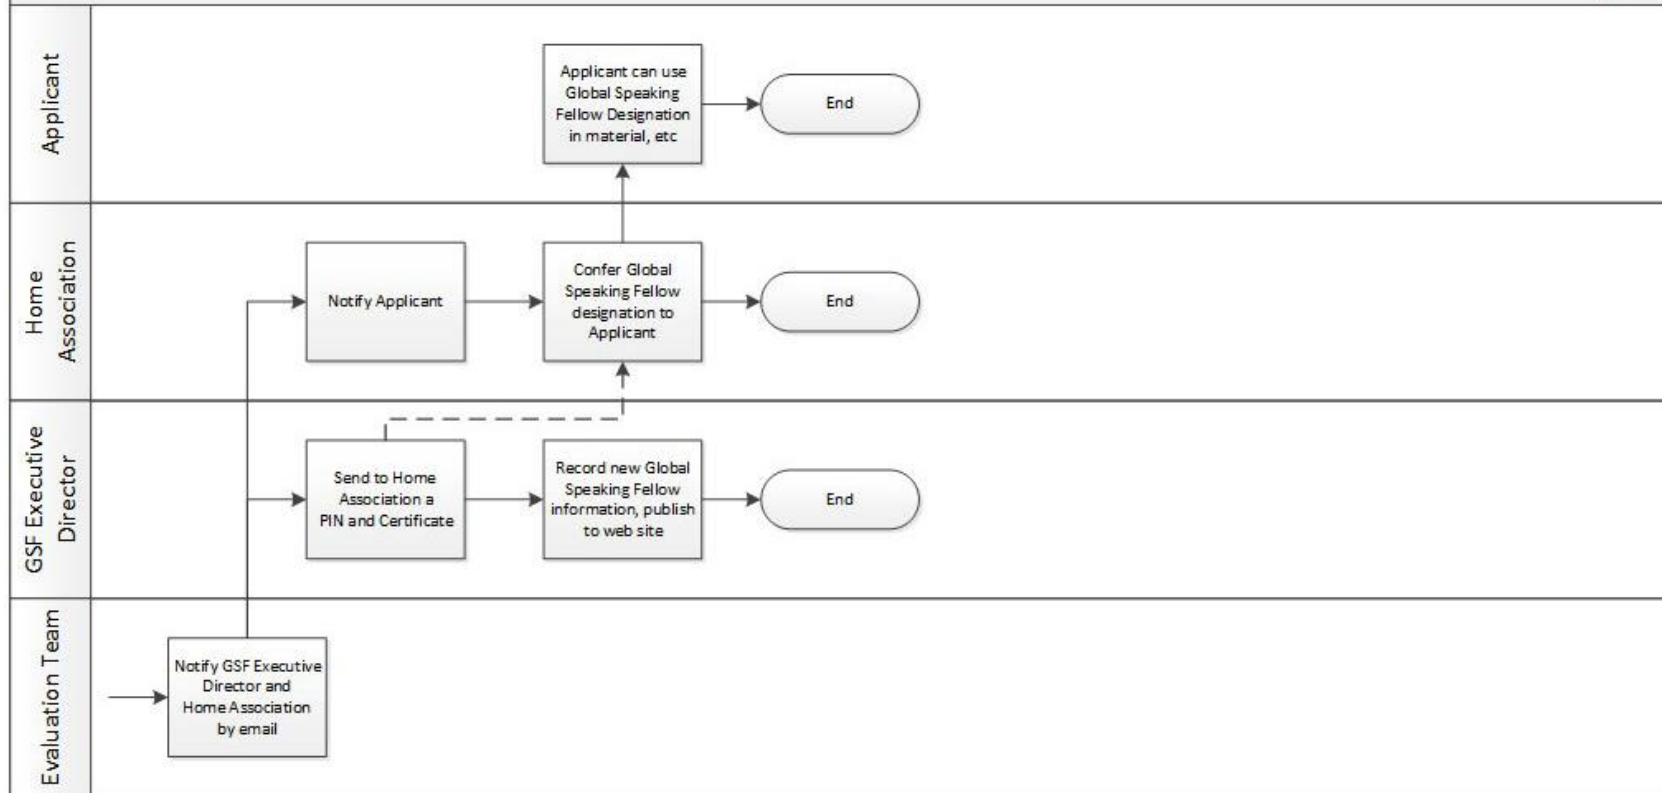 Applicant
Applicant can use
Global Speaking
Fellow Designation
in material, etc
End
Home
Association
Notify Applicant
Confer Global
Speaking Fellow
designation to
Applicant
End
GSF Executive
Director
Send to Home
Association a
PIN and Certificate
Record new Global
Speaking Fellow
information, publish
to web site
End
Evaluation Team
Notify GSF Executive
Director and
Home Association
by email